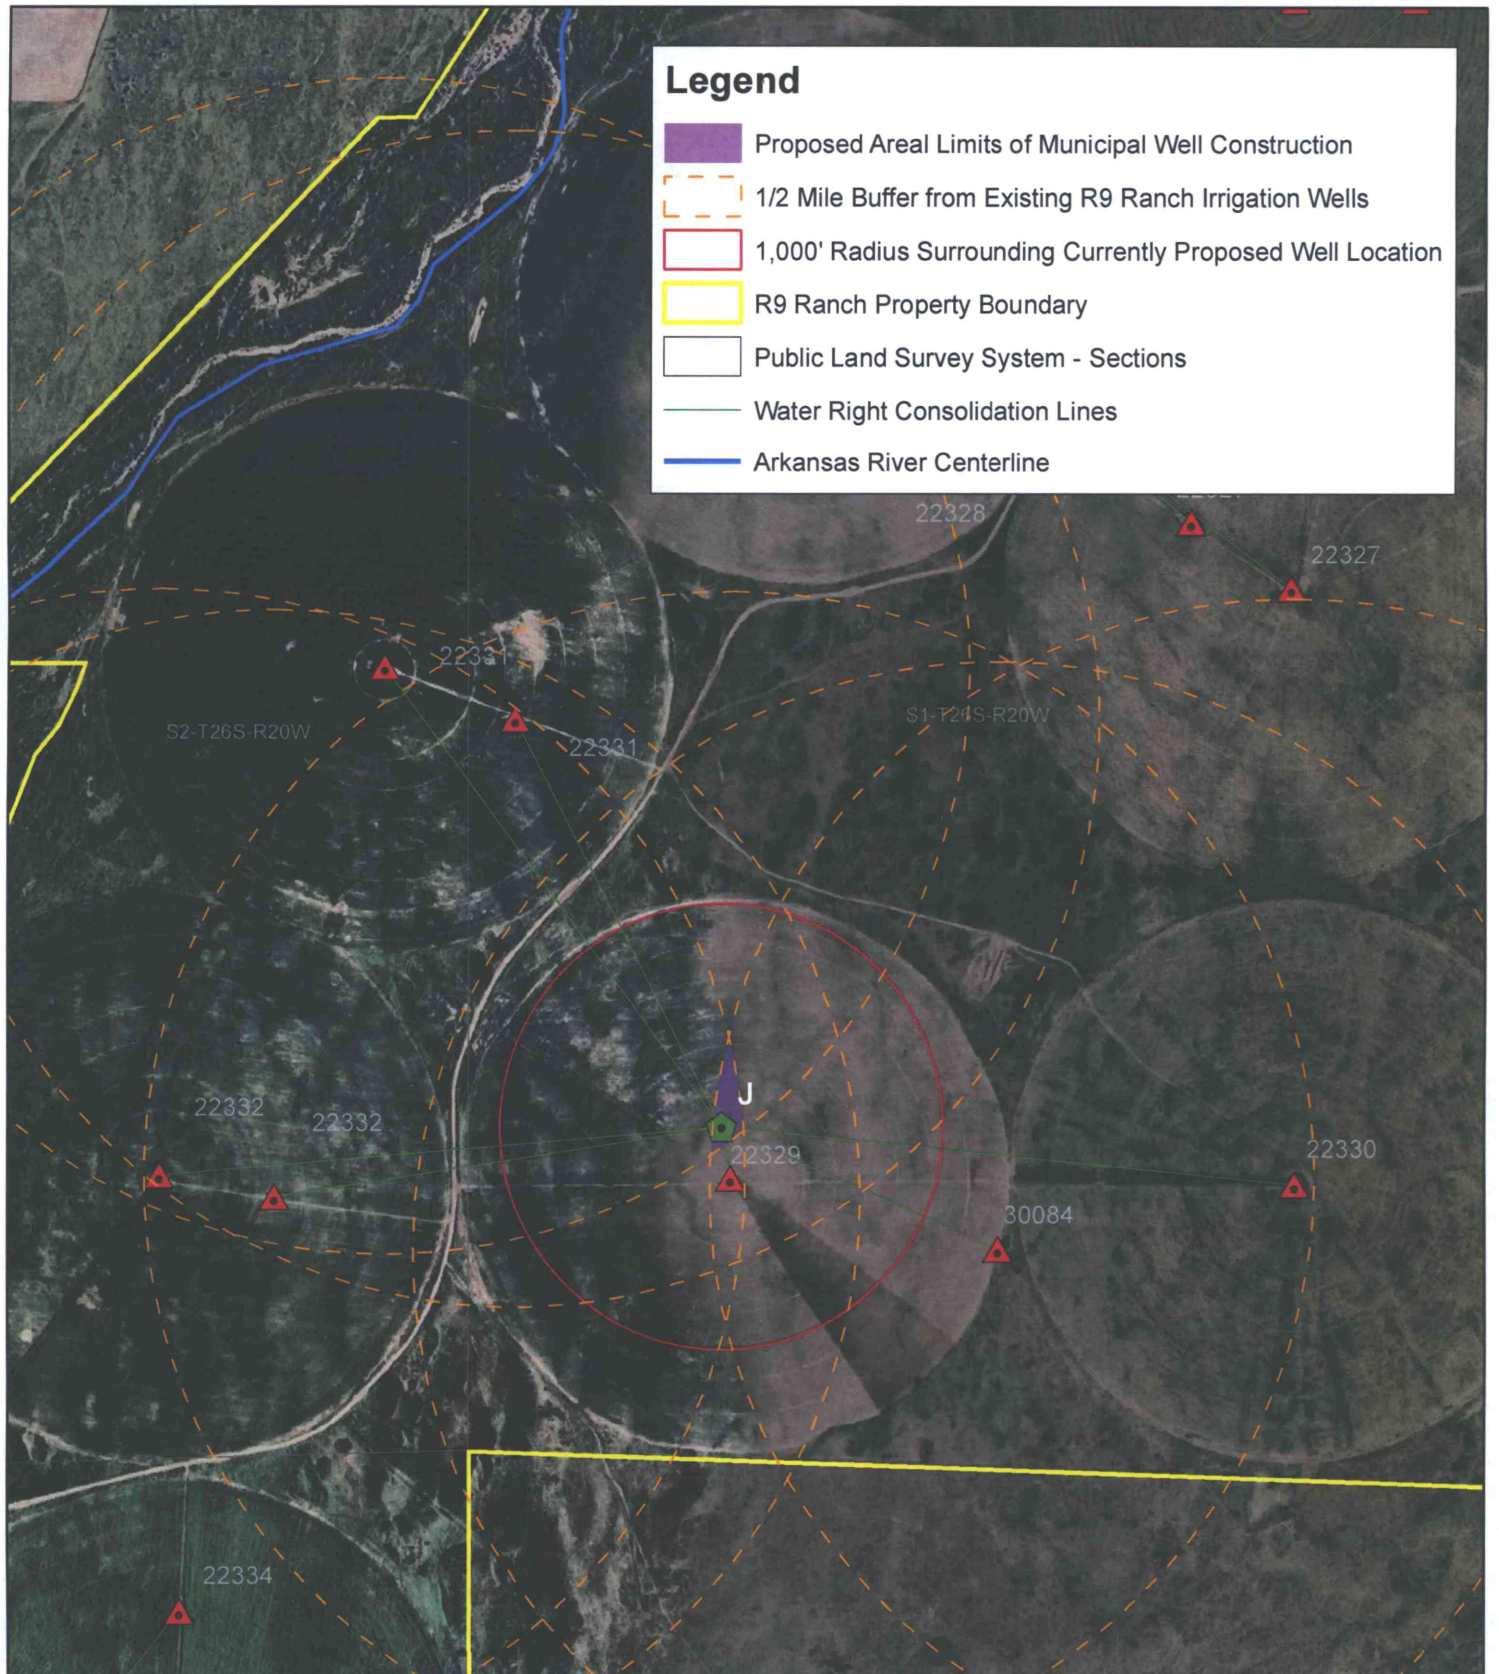 Legend
Proposed Areal Limits of Municipal Well Construction
1/2 Mile Buffer from Existing R9 Ranch Irrigation Wells
1,000' Radius Surrounding Currently Proposed Well Location
R9 Ranch Property Boundary
Public Land Survey System - Sections
Water Right Consolidation Lines
Arkansas River Centerline
22328
22327
22331
S2-T26S-R20W
S1-T26S-R20W
22331
J
22332
22332
22329
22330
30084
22334